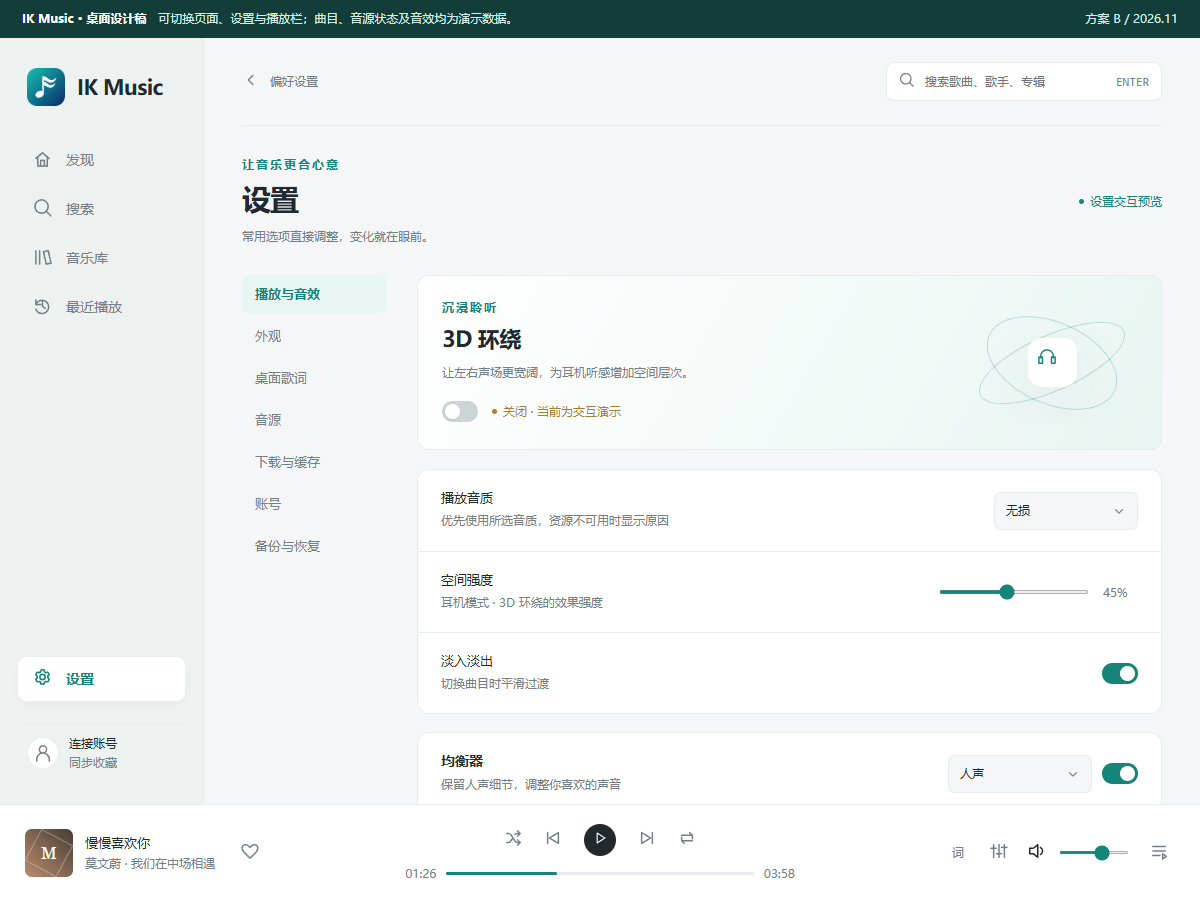 IK Music • 桌面设计稿 可切换页面、设置与播放栏；曲目、音源状态及音效均为演示数据。
方案 B / 2026.11
IK Music
发现
搜索
音乐库
最近播放
设置
连接账号
同步收藏
偏好设置
搜索歌曲、歌手、专辑 ENTER
让音乐更合心意
设置
常用选项直接调整，变化就在眼前。
• 设置交互预览
播放与音效
外观
桌面歌词
音源
下载与缓存
账号
备份与恢复
沉浸聆听
3D 环绕
让左右声场更宽阔，为耳机听感增加空间层次。
• 关闭 · 当前为交互演示
播放音质
优先使用所选音质，资源不可用时显示原因
无损
空间强度
耳机模式 · 3D 环绕的效果强度
45%
淡入淡出
切换曲目时平滑过渡
均衡器
保留人声细节，调整你喜欢的声音
人声
M
慢慢喜欢你
莫文蔚 · 我们在中场相遇
01:26
03:58
词